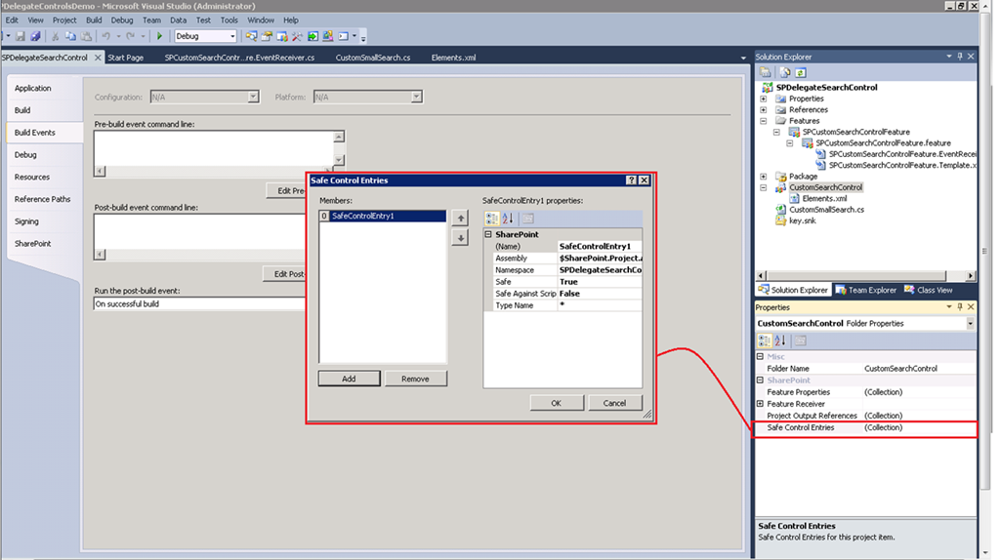 *DelegateControlsDemo - Microsoft Visual Studio (Administrator)
Edit View Project Build Debug Team Data Test Tools Window Help
Debug
SPDelegateSearchControl Start Page SPCustomSearchContr...re.EventReceiver.cs CustomSmallSearch.cs Elements.xml
Application
Build
Build Events
Debug
Resources
Reference Paths
Signing
SharePoint
Configuration: N/A Platform: N/A
Pre-build event command line:
Edit Pre
Post-build event command line:
Edit Post
Run the post-build event:
On successful build
Safe Control Entries
Members:
0 SafeControlEntry1
Add Remove
SafeControlEntry1 properties:
SharePoint
(Name) SafeControlEntry1
Assembly $SharePoint.Project.
Namespace SPDelegateSearchCo
Safe True
Safe Against Scrip False
Type Name *
OK Cancel
Solution Explorer
SPDelegateSearchControl
Properties
References
Features
SPCustomSearchControlFeature
SPCustomSearchControlFeature.feature
SPCustomSearchControlFeature.EventRecei
SPCustomSearchControlFeature.Template.x
Package
CustomSearchControl
Elements.xml
CustomSmallSearch.cs
key.snk
Solution Explorer Team Explorer Class View
Properties
CustomSearchControl Folder Properties
Misc
Folder Name CustomSearchControl
SharePoint
Feature Properties (Collection)
Feature Receiver
Project Output References (Collection)
Safe Control Entries (Collection)
Safe Control Entries
Safe Control Entries for this project item.